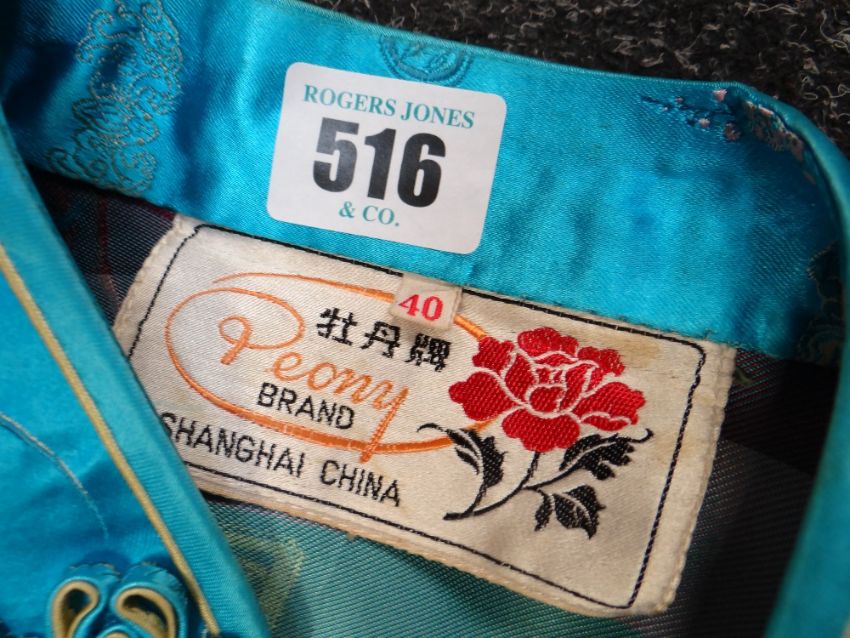 ROGERS JONES
516
& CO.
40
牡丹牌
Peony
BRAND
SHANGHAI CHINA